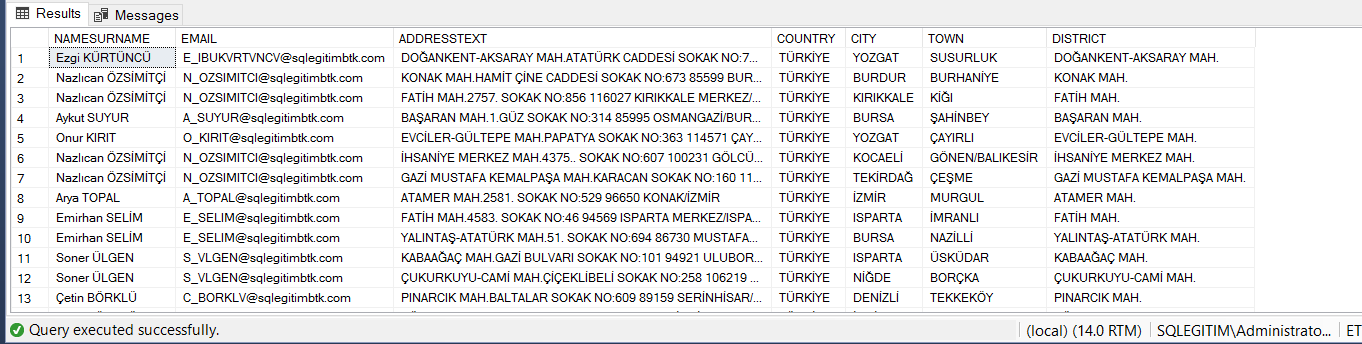 Results Messages
NAMESURNAME EMAIL ADDRESSTEXT COUNTRY CITY TOWN DISTRICT
1 Ezgi KÜRTÜNCÜ E_IBUKVRTVNCV@sqlegitimbtk.com DOĞANKENT-AKSARAY MAH.ATATÜRK CADDESİ SOKAK NO:7... TÜRKİYE YOZGAT SUSURLUK DOĞANKENT-AKSARAY MAH.
2 Nazlıcan ÖZSİMİTÇİ N_OZSIMITCI@sqlegitimbtk.com KONAK MAH.HAMİT ÇİNE CADDESİ SOKAK NO:673 85599 BUR... TÜRKİYE BURDUR BURHANİYE KONAK MAH.
3 Nazlıcan ÖZSİMİTÇİ N_OZSIMITCI@sqlegitimbtk.com FATİH MAH.2757. SOKAK NO:856 116027 KIRIKKALE MERKEZ/... TÜRKİYE KIRIKKALE KİĞI FATİH MAH.
4 Aykut SUYUR A_SUYUR@sqlegitimbtk.com BAŞARAN MAH.1.GÜZ SOKAK NO:314 85995 OSMANGAZİ/BUR... TÜRKİYE BURSA ŞAHİNBEY BAŞARAN MAH.
5 Onur KIRIT O_KIRIT@sqlegitimbtk.com EVCİLER-GÜLTEPE MAH.PAPATYA SOKAK NO:363 114571 ÇAY... TÜRKİYE YOZGAT ÇAYIRLI EVCİLER-GÜLTEPE MAH.
6 Nazlıcan ÖZSİMİTÇİ N_OZSIMITCI@sqlegitimbtk.com İHSANİYE MERKEZ MAH.4375.. SOKAK NO:607 100231 GÖLCÜ... TÜRKİYE KOCAELİ GÖNEN/BALIKESİR İHSANİYE MERKEZ MAH.
7 Nazlıcan ÖZSİMİTÇİ N_OZSIMITCI@sqlegitimbtk.com GAZİ MUSTAFA KEMALPAŞA MAH.KARACAN SOKAK NO:160 11... TÜRKİYE TEKİRDAĞ ÇEŞME GAZİ MUSTAFA KEMALPAŞA MAH.
8 Arya TOPAL A_TOPAL@sqlegitimbtk.com ATAMER MAH.2581. SOKAK NO:529 96650 KONAK/İZMİR TÜRKİYE İZMİR MURGUL ATAMER MAH.
9 Emirhan SELİM E_SELIM@sqlegitimbtk.com FATİH MAH.4583. SOKAK NO:46 94569 ISPARTA MERKEZ/ISPA... TÜRKİYE ISPARTA İMRANLI FATİH MAH.
10 Emirhan SELİM E_SELIM@sqlegitimbtk.com YALINTAŞ-ATATÜRK MAH.51. SOKAK NO:694 86730 MUSTAFA... TÜRKİYE BURSA NAZİLLİ YALINTAŞ-ATATÜRK MAH.
11 Soner ÜLGEN S_VLGEN@sqlegitimbtk.com KABAAĞAÇ MAH.GAZİ BULVARI SOKAK NO:101 94921 ULUBOR... TÜRKİYE ISPARTA ÜSKÜDAR KABAAĞAÇ MAH.
12 Soner ÜLGEN S_VLGEN@sqlegitimbtk.com ÇUKURKUYU-CAMİ MAH.ÇİÇEKLİBELİ SOKAK NO:258 106219 ... TÜRKİYE NİĞDE BORÇKA ÇUKURKUYU-CAMİ MAH.
13 Çetin BÖRKLÜ C_BORKLV@sqlegitimbtk.com PINARCIK MAH.BALTALAR SOKAK NO:609 89159 SERİNHİSAR/... TÜRKİYE DENİZLİ TEKKEKÖY PINARCIK MAH.
Query executed successfully. (local) (14.0 RTM) SQLEGITIM\Administrato... ET